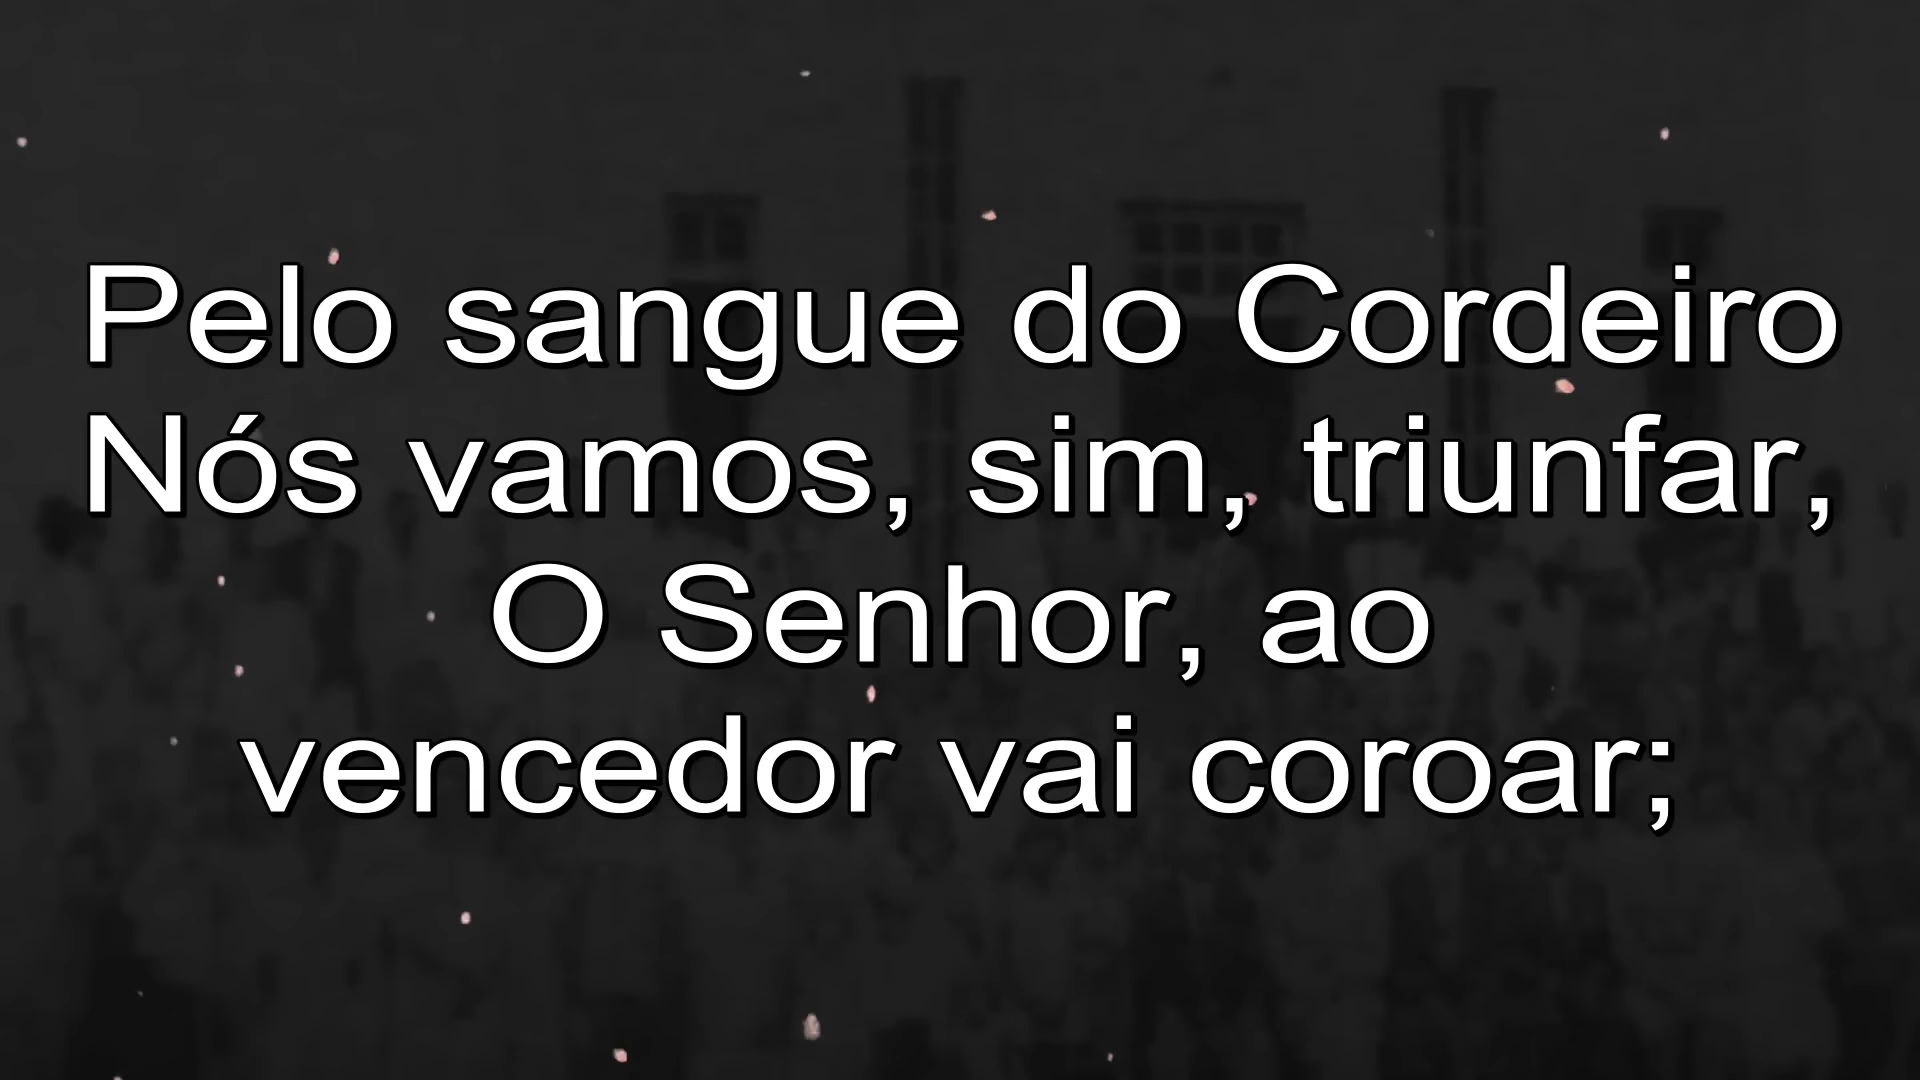 Pelo sangue do Cordeiro
Nós vamos, sim, triunfar,
O Senhor, ao
vencedor vai coroar;